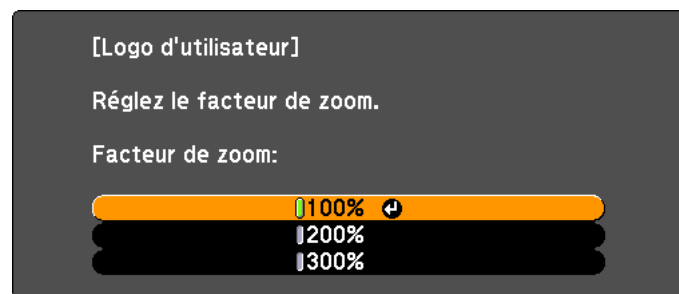 [Logo d'utilisateur]
Réglez le facteur de zoom.
Facteur de zoom:
100%
200%
300%